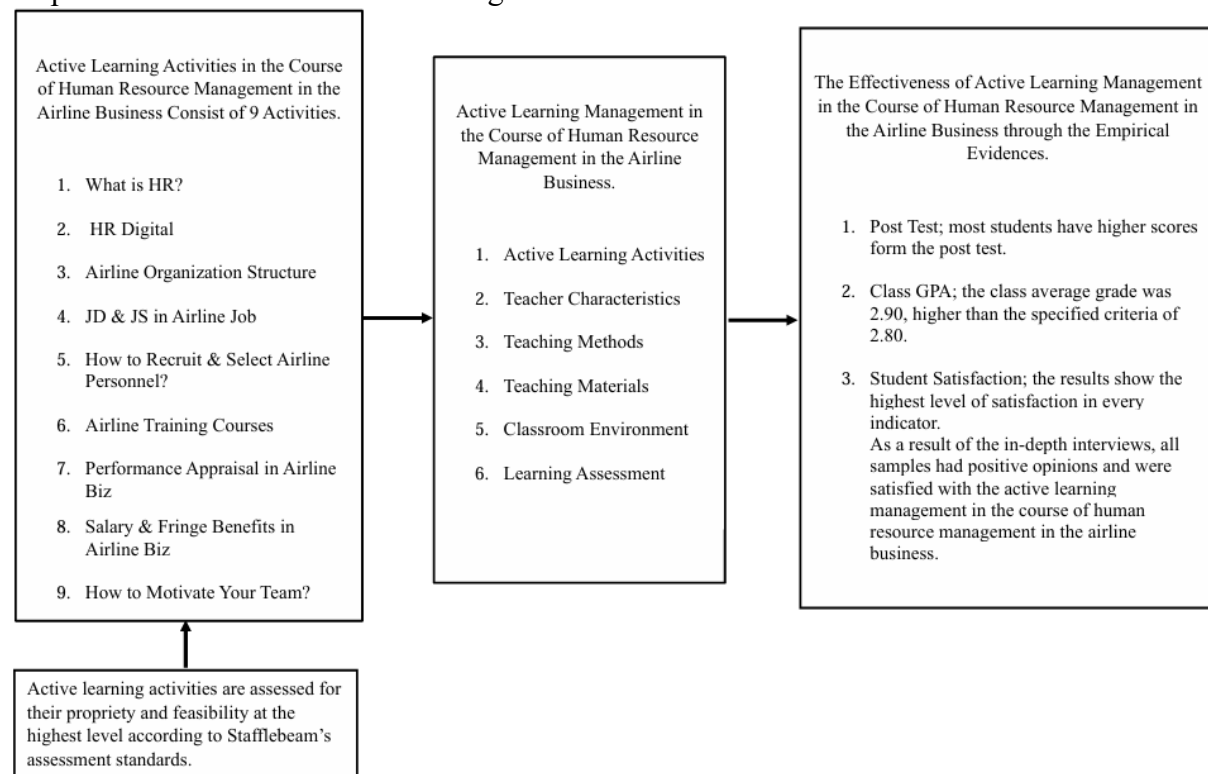 Active Learning Activities in the Course
of Human Resource Management in the
Airline Business Consist of 9 Activities.
1. What is HR?
2. HR Digital
3. Airline Organization Structure
4. JD & JS in Airline Job
5. How to Recruit & Select Airline
Personnel?
6. Airline Training Courses
7. Performance Appraisal in Airline
Biz
8. Salary & Fringe Benefits in
Airline Biz
9. How to Motivate Your Team?
Active learning activities are assessed for
their propriety and feasibility at the
highest level according to Stafflebeam's
assessment standards.
Active Learning Management in
the Course of Human Resource
Management in the Airline
Business.
1. Active Learning Activities
2. Teacher Characteristics
3. Teaching Methods
4. Teaching Materials
5. Classroom Environment
6. Learning Assessment
The Effectiveness of Active Learning Management
in the Course of Human Resource Management in
the Airline Business through the Empirical
Evidences.
1. Post Test; most students have higher scores
form the post test.
2. Class GPA; the class average grade was
2.90, higher than the specified criteria of
2.80.
3. Student Satisfaction; the results show the
highest level of satisfaction in every
indicator.
As a result of the in-depth interviews, all
samples had positive opinions and were
satisfied with the active learning
management in the course of human
resource management in the airline
business.